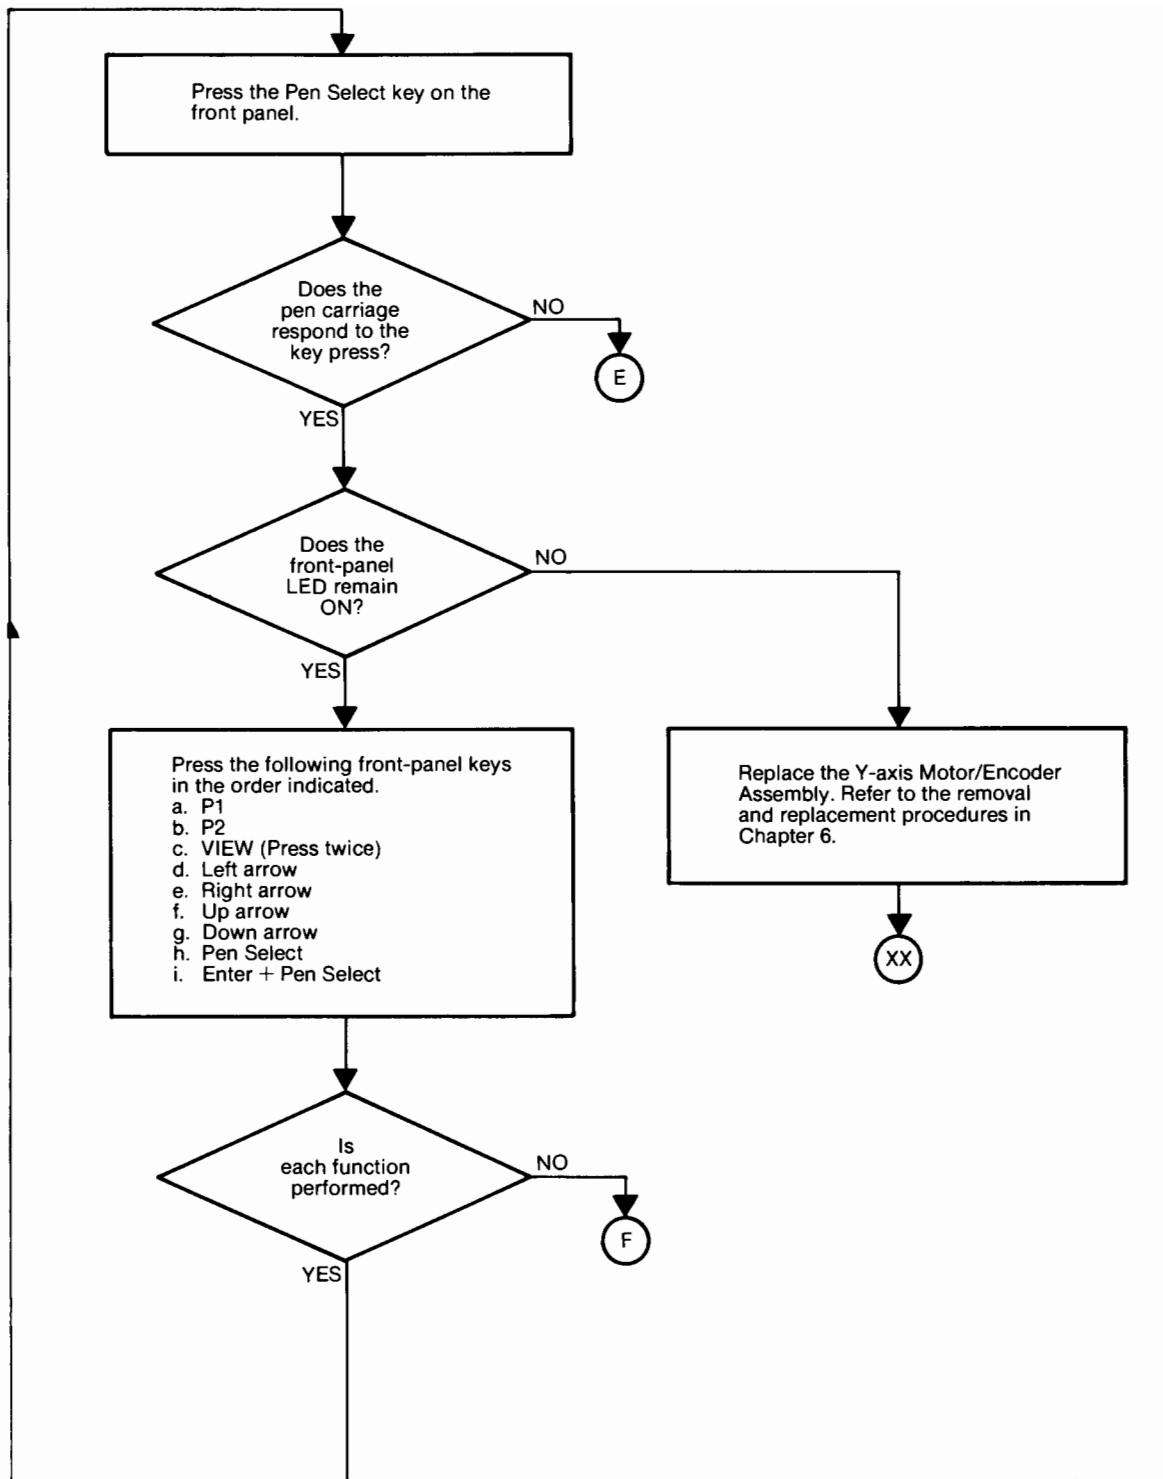 Press the Pen Select key on the
front panel.
Does the
pen carriage
respond to the
key press?
NO
E
YES
Does the
front-panel
LED remain
ON?
NO
YES
Press the following front-panel keys
in the order indicated.
a. P1
b. P2
c. VIEW (Press twice)
d. Left arrow
e. Right arrow
f. Up arrow
g. Down arrow
h. Pen Select
i. Enter + Pen Select
Replace the Y-axis Motor/Encoder
Assembly. Refer to the removal
and replacement procedures in
Chapter 6.
XX
Is
each function
performed?
NO
F
YES